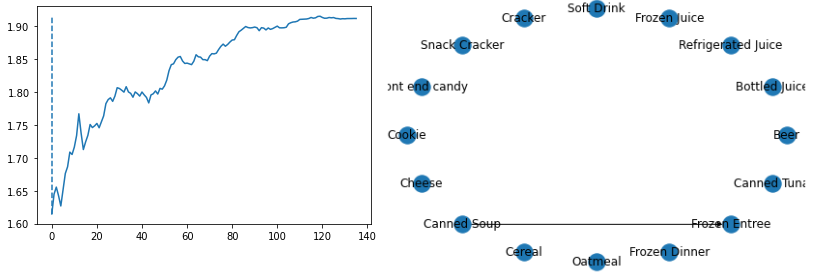 1.90
1.85
1.80
1.75
1.70
1.65
1.60
0 20 40 60 80 100 120 140
Soft Drink
Cracker
Frozen Juice
Snack Cracker
Refrigerated Juice
ont end candy
Bottled Juice
Cookie
Beer
Cheese
Canned Tuna
Canned Soup
Frozen Entree
Cereal
Frozen Dinner
Oatmeal